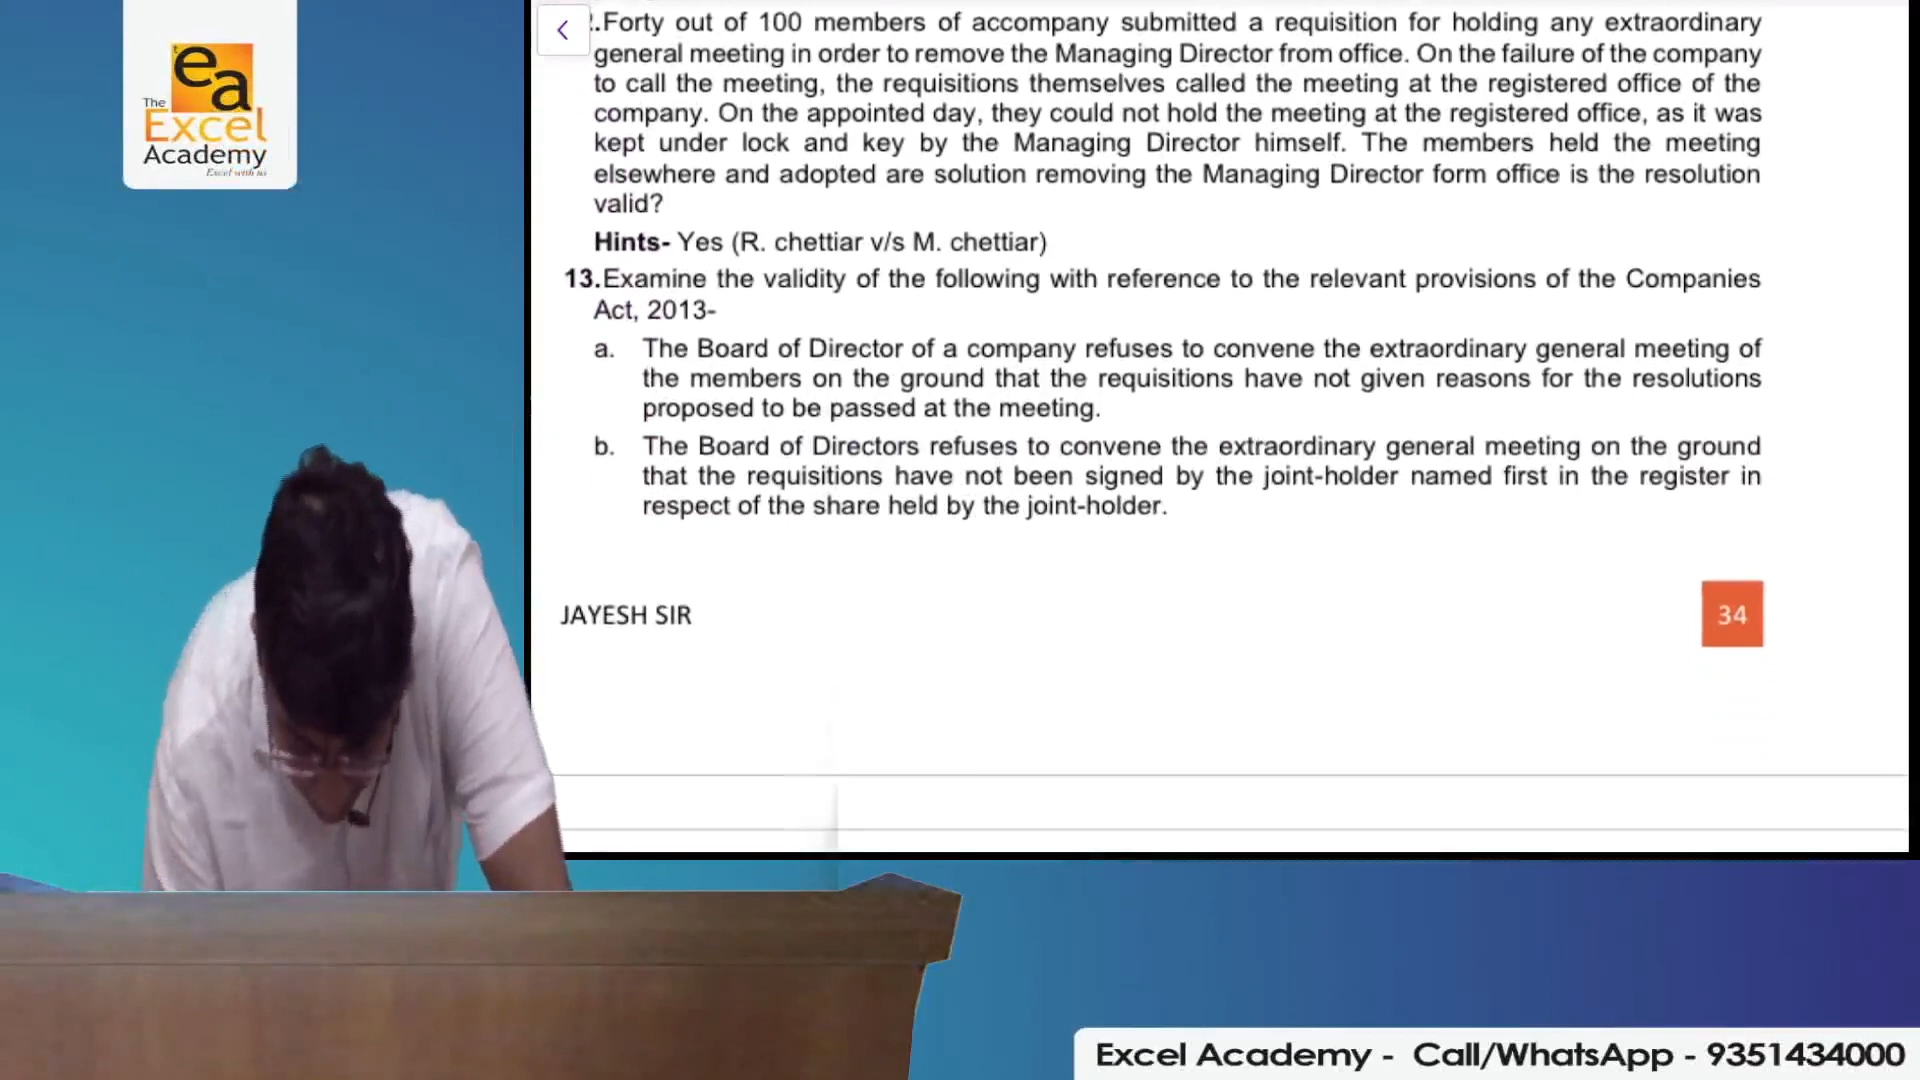 The
ea
Excel
Academy
Excel with us
.Forty out of 100 members of accompany submitted a requisition for holding any extraordinary
general meeting in order to remove the Managing Director from office. On the failure of the company
to call the meeting, the requisitions themselves called the meeting at the registered office of the
company. On the appointed day, they could not hold the meeting at the registered office, as it was
kept under lock and key by the Managing Director himself. The members held the meeting
elsewhere and adopted are solution removing the Managing Director form office is the resolution
valid?
Hints- Yes (R. chettiar v/s M. chettiar)
13.Examine the validity of the following with reference to the relevant provisions of the Companies
Act, 2013-
a. The Board of Director of a company refuses to convene the extraordinary general meeting of
the members on the ground that the requisitions have not given reasons for the resolutions
proposed to be passed at the meeting.
b. The Board of Directors refuses to convene the extraordinary general meeting on the ground
that the requisitions have not been signed by the joint-holder named first in the register in
respect of the share held by the joint-holder.
JAYESH SIR
34
Excel Academy - Call/WhatsApp - 9351434000